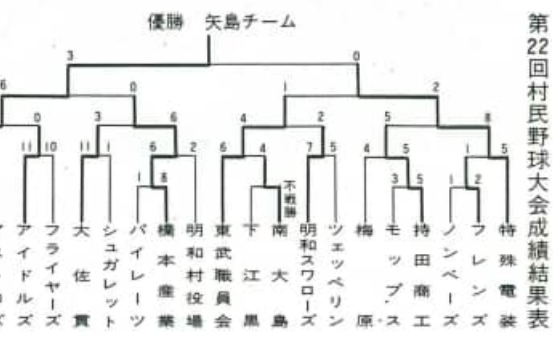 第22回村民野球大会成績結果表
優勝 矢島チーム
3 0
6 0 1 2
0 3 6 4 2 5 8
11 10 11 1 6 2 6 4 7 5 4 5 1 5
1 8 不戦勝 3 5 1 2
アイドルズ
フライヤーズ
大佐貫
シュガレット
パイレーツ
橋本産業
明和村役場
東武職員会
下江黒
南大島
明和スワローズ
ツェッペリン
梅原
モップス
持田商工
ノンベーズ
フレンズ
特殊電装